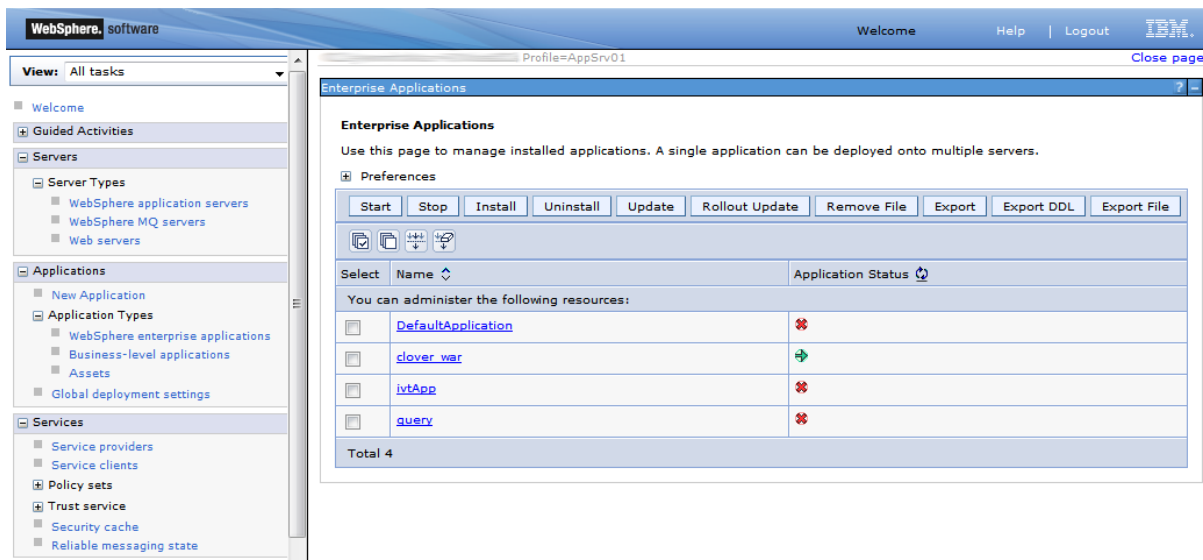 WebSphere. software
Welcome Help | Logout IBM.
View: All tasks
Welcome
Guided Activities
Servers
Server Types
WebSphere application servers
WebSphere MQ servers
Web servers
Applications
New Application
Application Types
WebSphere enterprise applications
Business-level applications
Assets
Global deployment settings
Services
Service providers
Service clients
Policy sets
Trust service
Security cache
Reliable messaging state
Profile=AppSrv01 Close page
Enterprise Applications ? -
Enterprise Applications
Use this page to manage installed applications. A single application can be deployed onto multiple servers.
Preferences
Start Stop Install Uninstall Update Rollout Update Remove File Export Export DDL Export File
Select Name Application Status
You can administer the following resources:
DefaultApplication
clover_war
ivtApp
query
Total 4